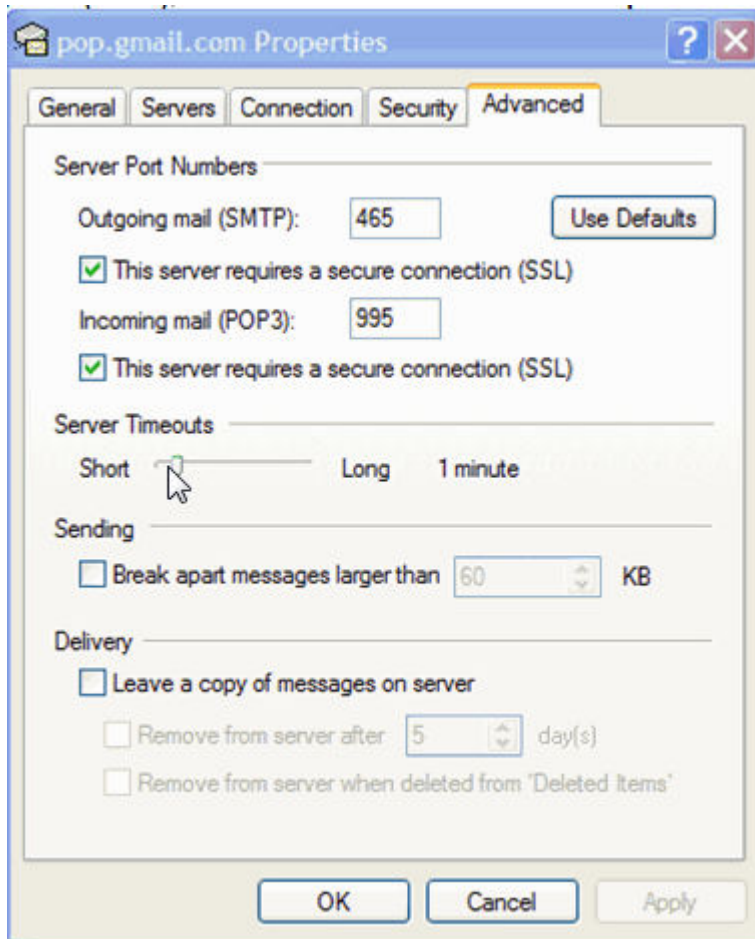 pop.gmail.com Properties
General Servers Connection Security Advanced
Server Port Numbers
Outgoing mail (SMTP): 465 Use Defaults
This server requires a secure connection (SSL)
Incoming mail (POP3): 995
This server requires a secure connection (SSL)
Server Timeouts
Short Long 1 minute
Sending
Break apart messages larger than 60 KB
Delivery
Leave a copy of messages on server
Remove from server after 5 day(s)
Remove from server when deleted from 'Deleted Items'
OK Cancel Apply